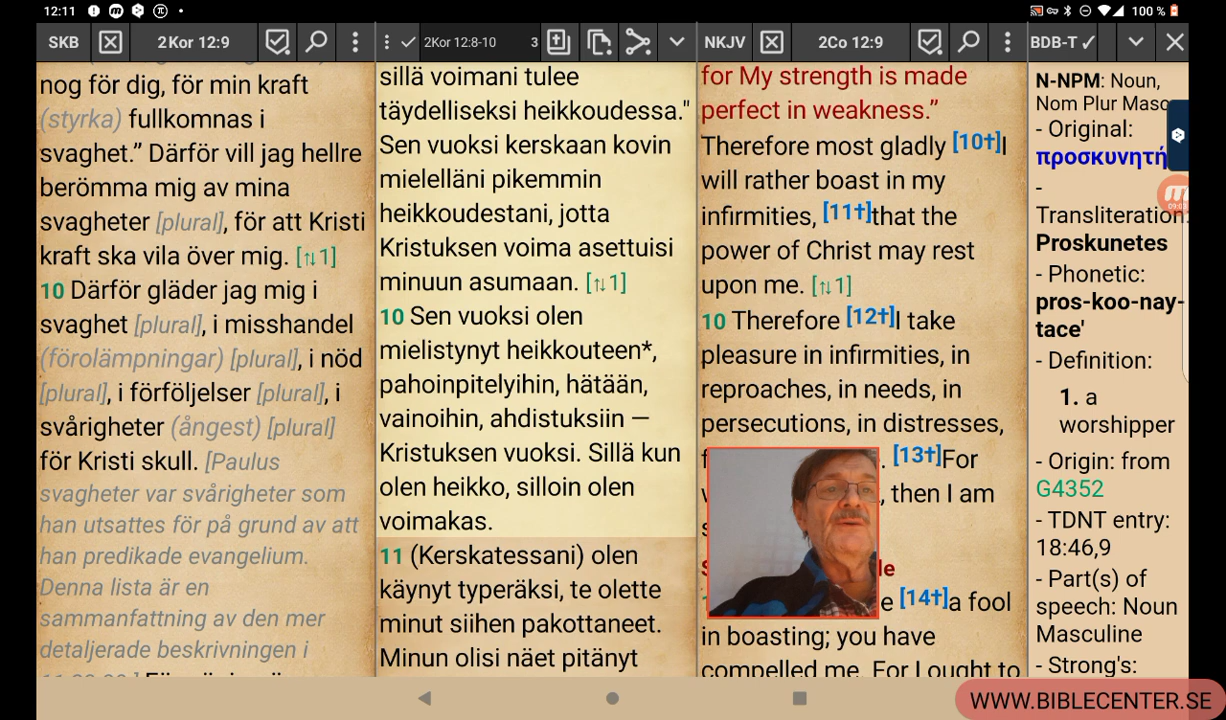 12:11
100 %
SKB
2Kor 12:9
nog för dig, för min kraft
(styrka) fullkomnas i
svaghet.” Därför vill jag hellre
berömma mig av mina
svagheter [plural], för att Kristi
kraft ska vila över mig. [↑↓1]
10 Därför gläder jag mig i
svaghet [plural], i misshandel
(förolämpningar) [plural], i nöd
[plural], i förföljelser [plural], i
svårigheter (ångest) [plural]
för Kristi skull. [Paulus
svagheter var svårigheter som
han utsattes för på grund av att
han predikade evangelium.
Denna lista är en
sammanfattning av den mer
detaljerade beskrivningen i
2Kor 12:8-10
3
sillä voimani tulee
täydelliseksi heikkoudessa."
Sen vuoksi kerskaan kovin
mielelläni pikemmin
heikkoudestani, jotta
Kristuksen voima asettuisi
minuun asumaan. [↑↓1]
10 Sen vuoksi olen
mielistynyt heikkouteen*,
pahoinpitelyihin, hätään,
vainoihin, ahdistuksiin —
Kristuksen vuoksi. Sillä kun
olen heikko, silloin olen
voimakas.
11 (Kerskatessani) olen
käynyt typeräksi, te olette
minut siihen pakottaneet.
Minun olisi näet pitänyt
NKJV
2Co 12:9
for My strength is made
perfect in weakness.”
Therefore most gladly [10†]I
will rather boast in my
infirmities, [11†]that the
power of Christ may rest
upon me. [↑↓1]
10 Therefore [12†]I take
pleasure in infirmities, in
reproaches, in needs, in
persecutions, in distresses,
. [13†]For
, then I am
[14†]a fool
in boasting; you have
compelled me. For I ought to
BDB-T ✓
N-NPM: Noun,
Nom Plur Masc
- Original:
προσκυνητή
-
Transliteration:
Proskunetes
- Phonetic:
pros-koo-nay-
tace'
- Definition:
1. a
worshipper
- Origin: from
G4352
- TDNT entry:
18:46,9
- Part(s) of
speech: Noun
Masculine
- Strong's:
WWW.BIBLECENTER.SE